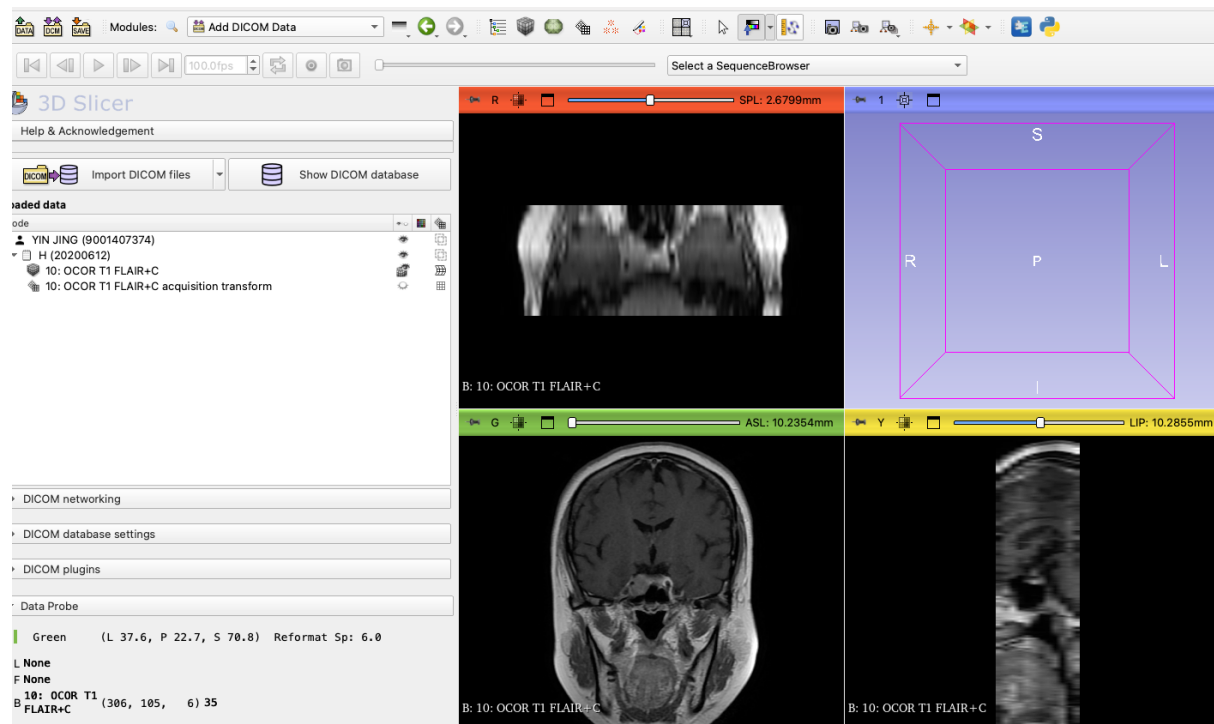 DATA DCM SAVE Modules: Add DICOM Data
100.0fps Select a SequenceBrowser
3D Slicer
Help & Acknowledgement
DICOM Import DICOM files Show DICOM database
oaded data
ode
YIN JING (9001407374)
H (20200612)
10: OCOR T1 FLAIR+C
10: OCOR T1 FLAIR+C acquisition transform
DICOM networking
DICOM database settings
DICOM plugins
Data Probe
Green (L 37.6, P 22.7, S 70.8) Reformat Sp: 6.0
L None
F None
B 10: OCOR T1 FLAIR+C (306, 105, 6) 35
R SPL: 2.6799mm
B: 10: OCOR T1 FLAIR+C
1
S
R P L
I
G ASL: 10.2354mm
B: 10: OCOR T1 FLAIR+C
Y LIP: 10.2855mm
B: 10: OCOR T1 FLAIR+C